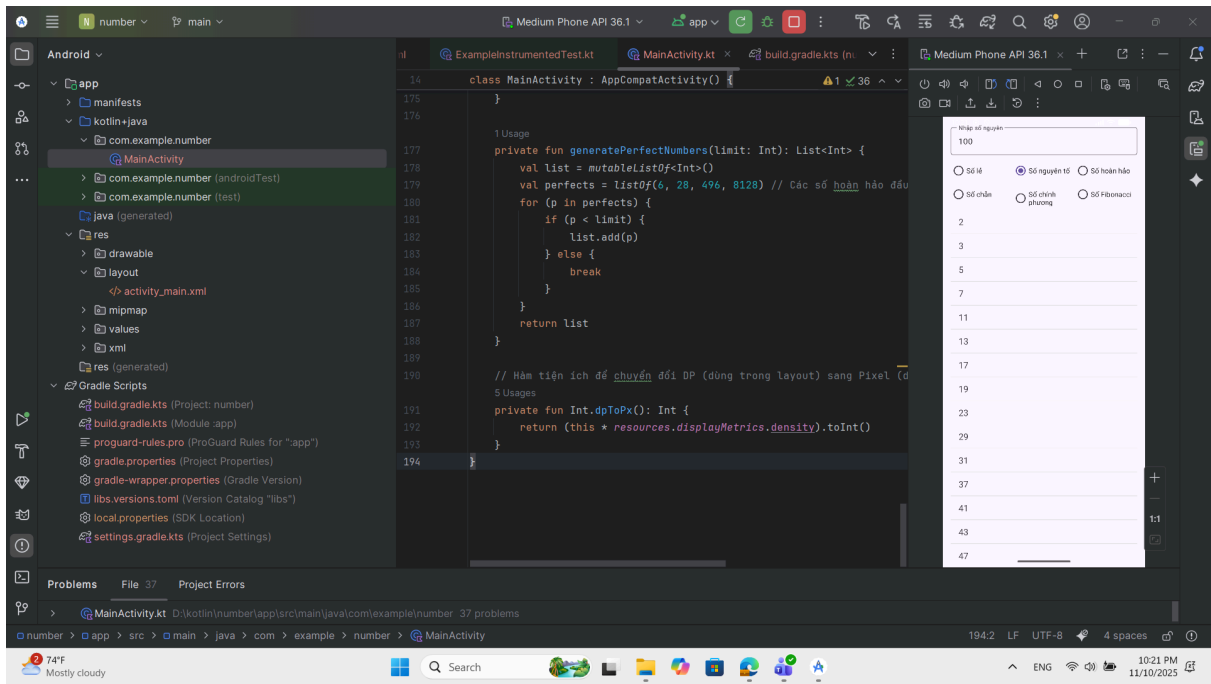 N number main Medium Phone API 36.1 app
Android
ml ExampleInstrumentedTest.kt MainActivity.kt build.gradle.kts (nu
Medium Phone API 36.1
app
manifests
kotlin+java
com.example.number
MainActivity
com.example.number (androidTest)
com.example.number (test)
java (generated)
res
drawable
layout
activity_main.xml
mipmap
values
xml
res (generated)
Gradle Scripts
build.gradle.kts (Project: number)
build.gradle.kts (Module :app)
proguard-rules.pro (ProGuard Rules for ":app")
gradle.properties (Project Properties)
gradle-wrapper.properties (Gradle Version)
libs.versions.toml (Version Catalog "libs")
local.properties (SDK Location)
settings.gradle.kts (Project Settings)
14 class MainActivity : AppCompatActivity() { 1 36
175 }
176
1 Usage
177 private fun generatePerfectNumbers(limit: Int): List<Int> {
178 val list = mutableListOf<Int>()
179 val perfects = listOf(6, 28, 496, 8128) // Các số hoàn hảo đầu
180 for (p in perfects) {
181 if (p < limit) {
182 list.add(p)
183 } else {
184 break
185 }
186 }
187 return list
188 }
189
190 // Hàm tiện ích để chuyển đổi DP (dùng trong layout) sang Pixel (d
5 Usages
191 private fun Int.dpToPx(): Int {
192 return (this * resources.displayMetrics.density).toInt()
193 }
194 }
Nhập số nguyên
100
Số lẻ Số nguyên tố Số hoàn hảo
Số chẵn Số chính phương Số Fibonacci
2
3
5
7
11
13
17
19
23
29
31
37
41
43
47
1:1
Problems File 37 Project Errors
MainActivity.kt D:\kotlin\number\app\src\main\java\com\example\number 37 problems
number > app > src > main > java > com > example > number > MainActivity
194:2 LF UTF-8 4 spaces
2
74°F
Mostly cloudy
Search
ENG
10:21 PM
11/10/2025